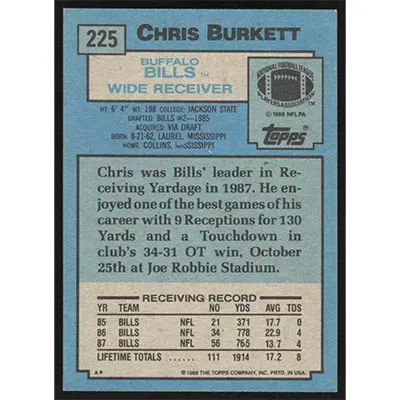 225 CHRIS BURKETT
BUFFALO
BILLS™
WIDE RECEIVER
NATIONAL FOOTBALL LEAGUE
PLAYERS ASSOCIATION
© 1988 NFLPA
topps
HT: 6' 4" WT: 198 COLLEGE: JACKSON STATE
DRAFTED: BILLS #2—1985
ACQUIRED: VIA DRAFT
BORN: 8-21-62, LAUREL, MISSISSIPPI
HOME: COLLINS, MISSISSIPPI
Chris was Bills' leader in Re-
ceiving Yardage in 1987. He en-
joyed one of the best games of his
career with 9 Receptions for 130
Yards and a Touchdown in
club's 34-31 OT win, October
25th at Joe Robbie Stadium.
RECEIVING RECORD
YR TEAM NO YDS AVG TDS
85 BILLS NFL 21 371 17.7 0
86 BILLS NFL 34 778 22.9 4
87 BILLS NFL 56 765 13.7 4
LIFETIME TOTALS 111 1914 17.2 8
A* © 1988 THE TOPPS COMPANY, INC. PRTD. IN U.S.A.